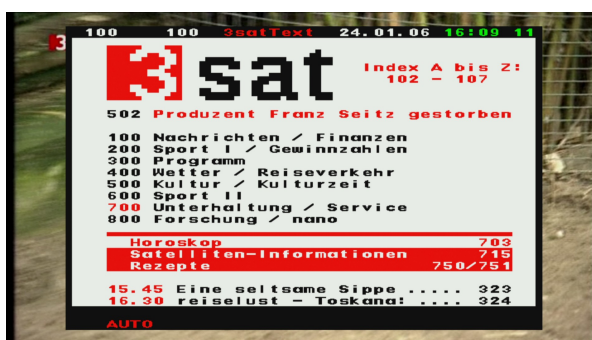 100 100 3satText 24.01.06 16:09 11
3
3sat
Index A bis Z:
102 - 107
502 Produzent Franz Seitz gestorben
100 Nachrichten / Finanzen
200 Sport I / Gewinnzahlen
300 Programm
400 Wetter / Reiseverkehr
500 Kultur / Kulturzeit
600 Sport II
700 Unterhaltung / Service
800 Forschung / nano
Horoskop 703
Satelliten-Informationen 715
Rezepte 750/751
15.45 Eine seltsame Sippe ..... 323
16.30 reiselust - Toskana: .... 324
AUTO